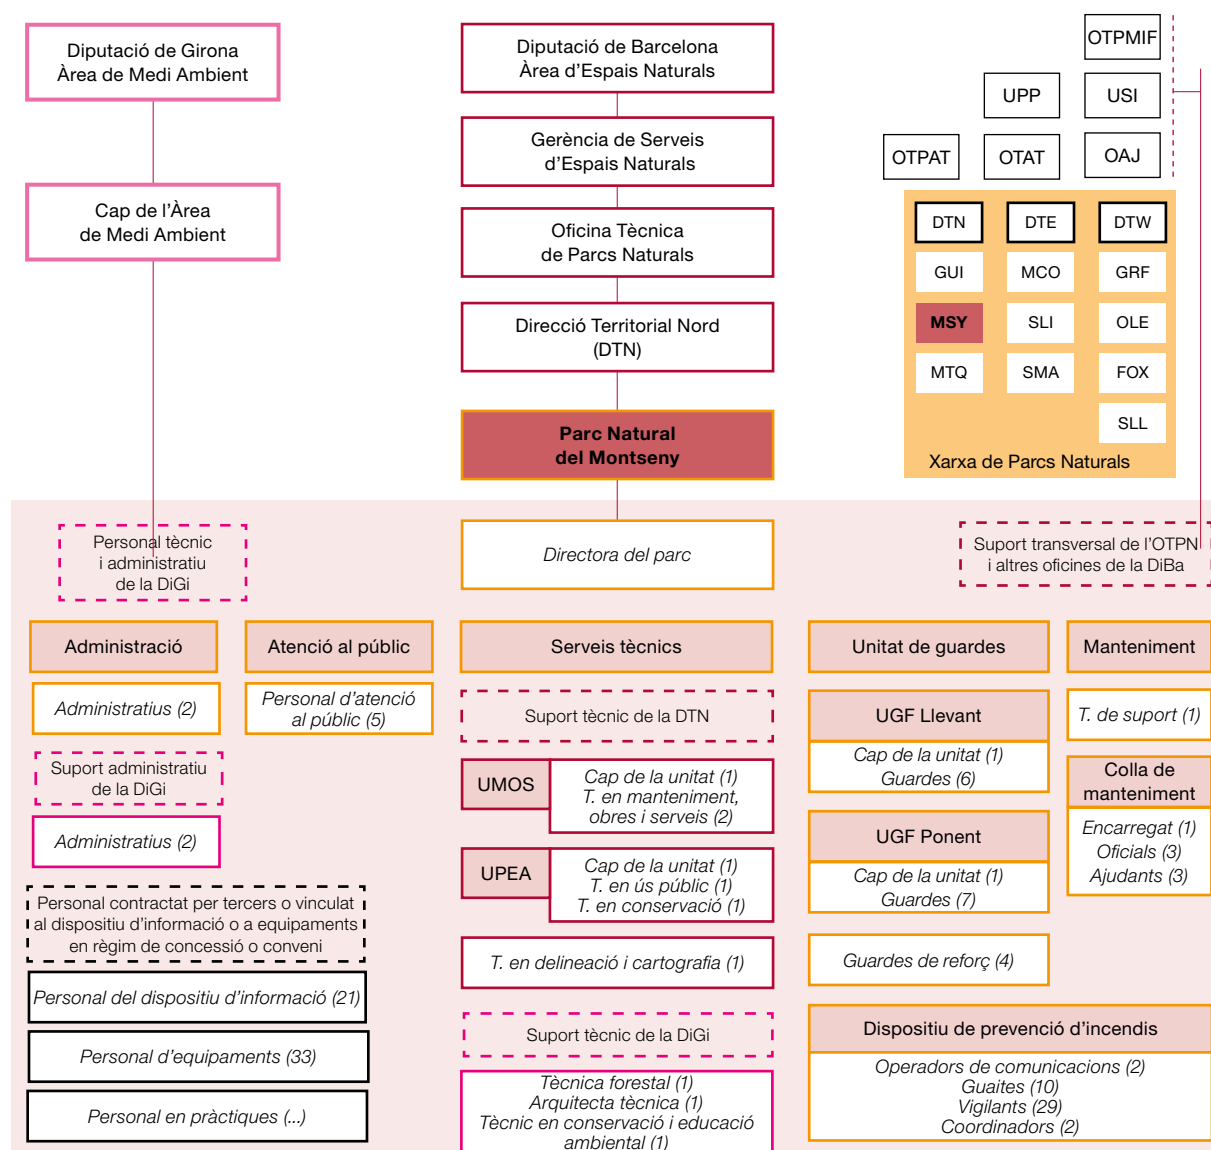 Diputació de Girona
Àrea de Medi Ambient
Cap de l'Àrea
de Medi Ambient
Diputació de Barcelona
Àrea d'Espais Naturals
Gerència de Serveis
d'Espais Naturals
Oficina Tècnica
de Parcs Naturals
Direcció Territorial Nord
(DTN)
Parc Natural
del Montseny
OTPMIF
UPP
USI
OTPAT
OTAT
OAJ
DTN
DTE
DTW
GUI
MCO
GRF
MSY
SLI
OLE
MTQ
SMA
FOX
SLL
Xarxa de Parcs Naturals
Personal tècnic
i administratiu
de la DiGi
Directora del parc
Suport transversal de l'OTPN
i altres oficines de la DiBa
Administració
Administratius (2)
Suport administratiu
de la DiGi
Administratius (2)
Atenció al públic
Personal d'atenció
al públic (5)
Personal contractat per tercers o vinculat
al dispositiu d'informació o a equipaments
en règim de concessió o conveni
Personal del dispositiu d'informació (21)
Personal d'equipaments (33)
Personal en pràctiques (...)
Serveis tècnics
Suport tècnic de la DTN
UMOS
Cap de la unitat (1)
T. en manteniment,
obres i serveis (2)
UPEA
Cap de la unitat (1)
T. en ús públic (1)
T. en conservació (1)
T. en delineació i cartografia (1)
Suport tècnic de la DiGi
Tècnica forestal (1)
Arquitecta tècnica (1)
Tècnic en conservació i educació
ambiental (1)
Unitat de guardes
UGF Llevant
Cap de la unitat (1)
Guardes (6)
UGF Ponent
Cap de la unitat (1)
Guardes (7)
Guardes de reforç (4)
Manteniment
T. de suport (1)
Colla de
manteniment
Encarregat (1)
Oficials (3)
Ajudants (3)
Dispositiu de prevenció d'incendis
Operadors de comunicacions (2)
Guaites (10)
Vigilants (29)
Coordinadors (2)